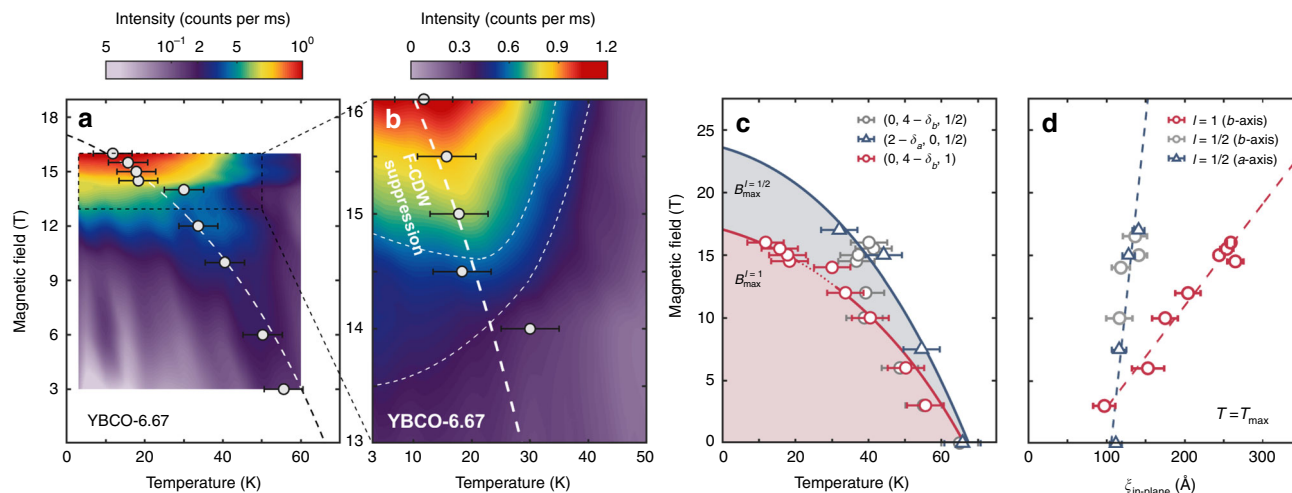 Intensity (counts per ms)
5 10⁻¹ 2 5 10⁰
Intensity (counts per ms)
0 0.3 0.6 0.9 1.2
a
Magnetic field (T)
18
15
12
9
6
3
YBCO-6.67
0 20 40 60
Temperature (K)
b
16
15
14
13
F-CDW
suppression
YBCO-6.67
3 10 20 30 40 50
Temperature (K)
c
(0, 4 – δ_b, 1/2)
(2 – δ_a, 0, 1/2)
(0, 4 – δ_b, 1)
Magnetic field (T)
25
20
15
10
5
0
B_max^{l = 1/2}
B_max^{l = 1}
0 20 40 60
Temperature (K)
d
l = 1 (b-axis)
l = 1/2 (b-axis)
l = 1/2 (a-axis)
T = T_max
0 100 200 300
ξ_in-plane (Å)